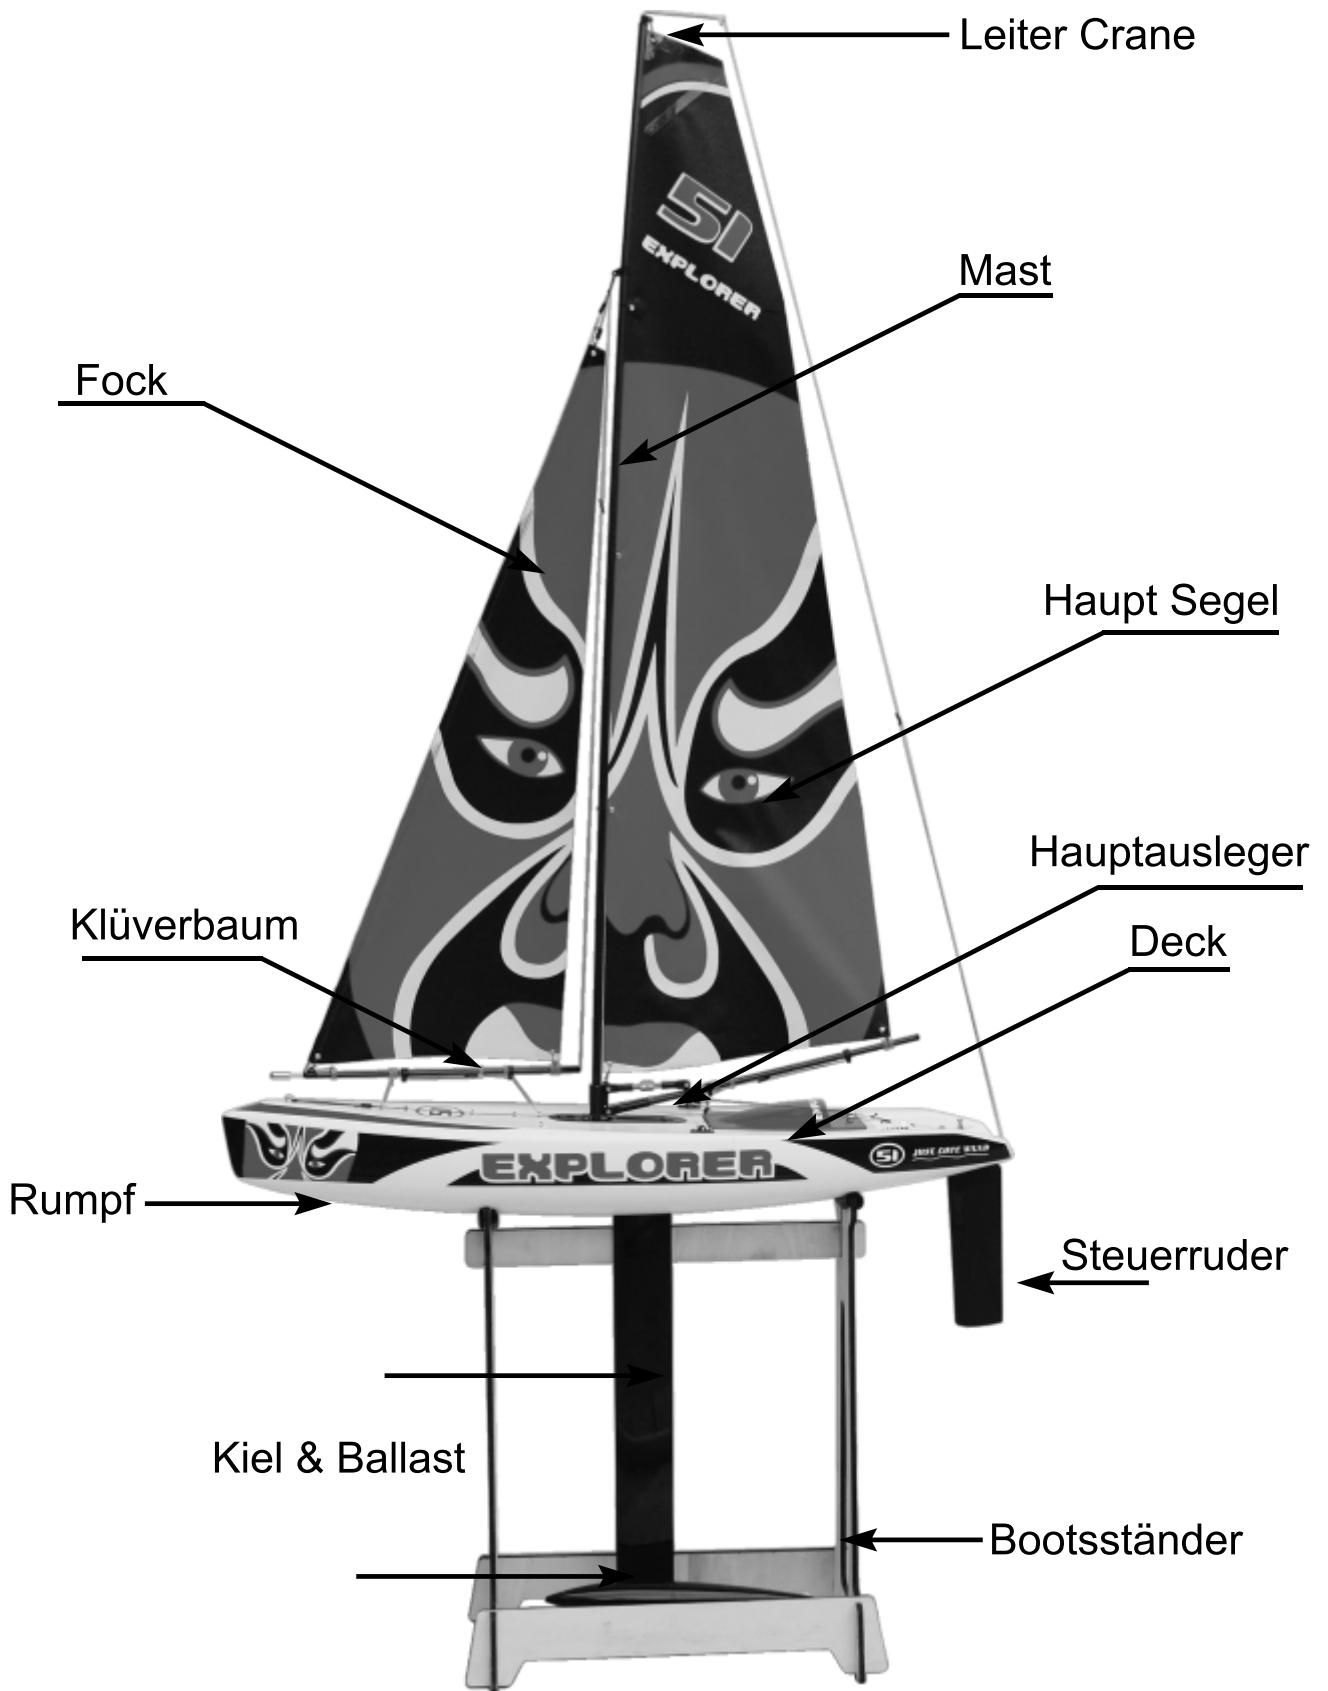 Leiter Crane
51
EXPLORER
Mast
Fock
Haupt Segel
Hauptausleger
Klüverbaum
Deck
EXPLORER
51
Rumpf
Steuerruder
Kiel & Ballast
Bootsständer